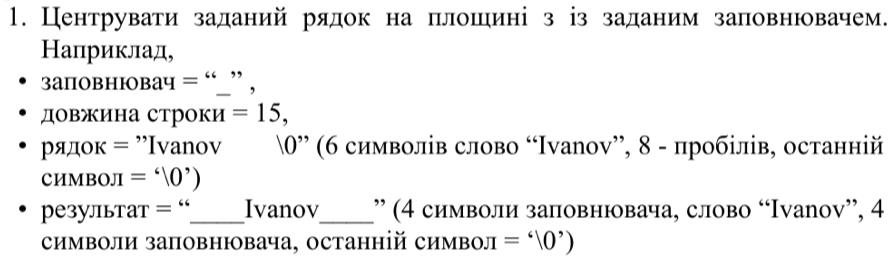 1. Центрувати заданий рядок на площині з із заданим заповнювачем.
Наприклад,
• заповнювач = “_” ,
• довжина строки = 15,
• рядок = ”Ivanov        \0” (6 символів слово “Ivanov”, 8 - пробілів, останній
символ = ‘\0’)
• результат = “____Ivanov____” (4 символи заповнювача, слово “Ivanov”, 4
символи заповнювача, останній символ = ‘\0’)